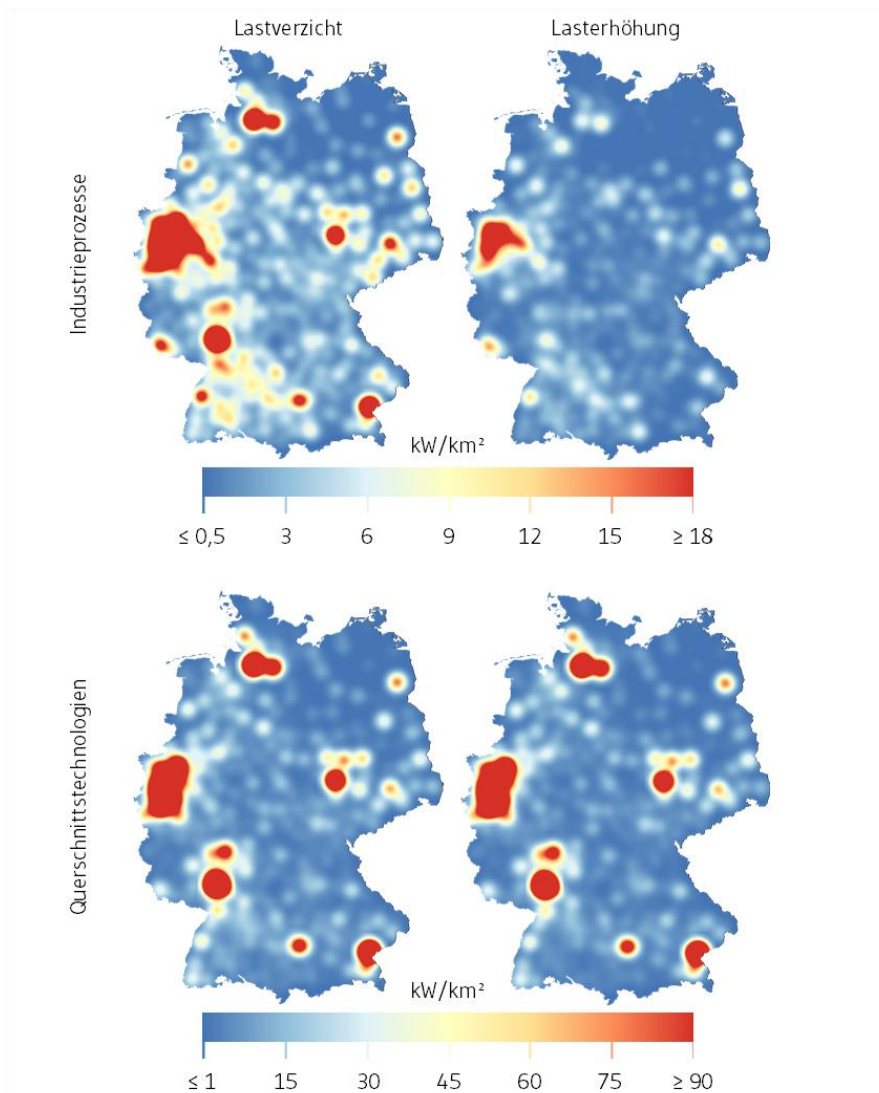 Lastverzicht Lasterhöhung
Industrieprozesse
kW/km²
≤ 0,5 3 6 9 12 15 ≥ 18
Querschnittstechnologien
kW/km²
≤ 1 15 30 45 60 75 ≥ 90